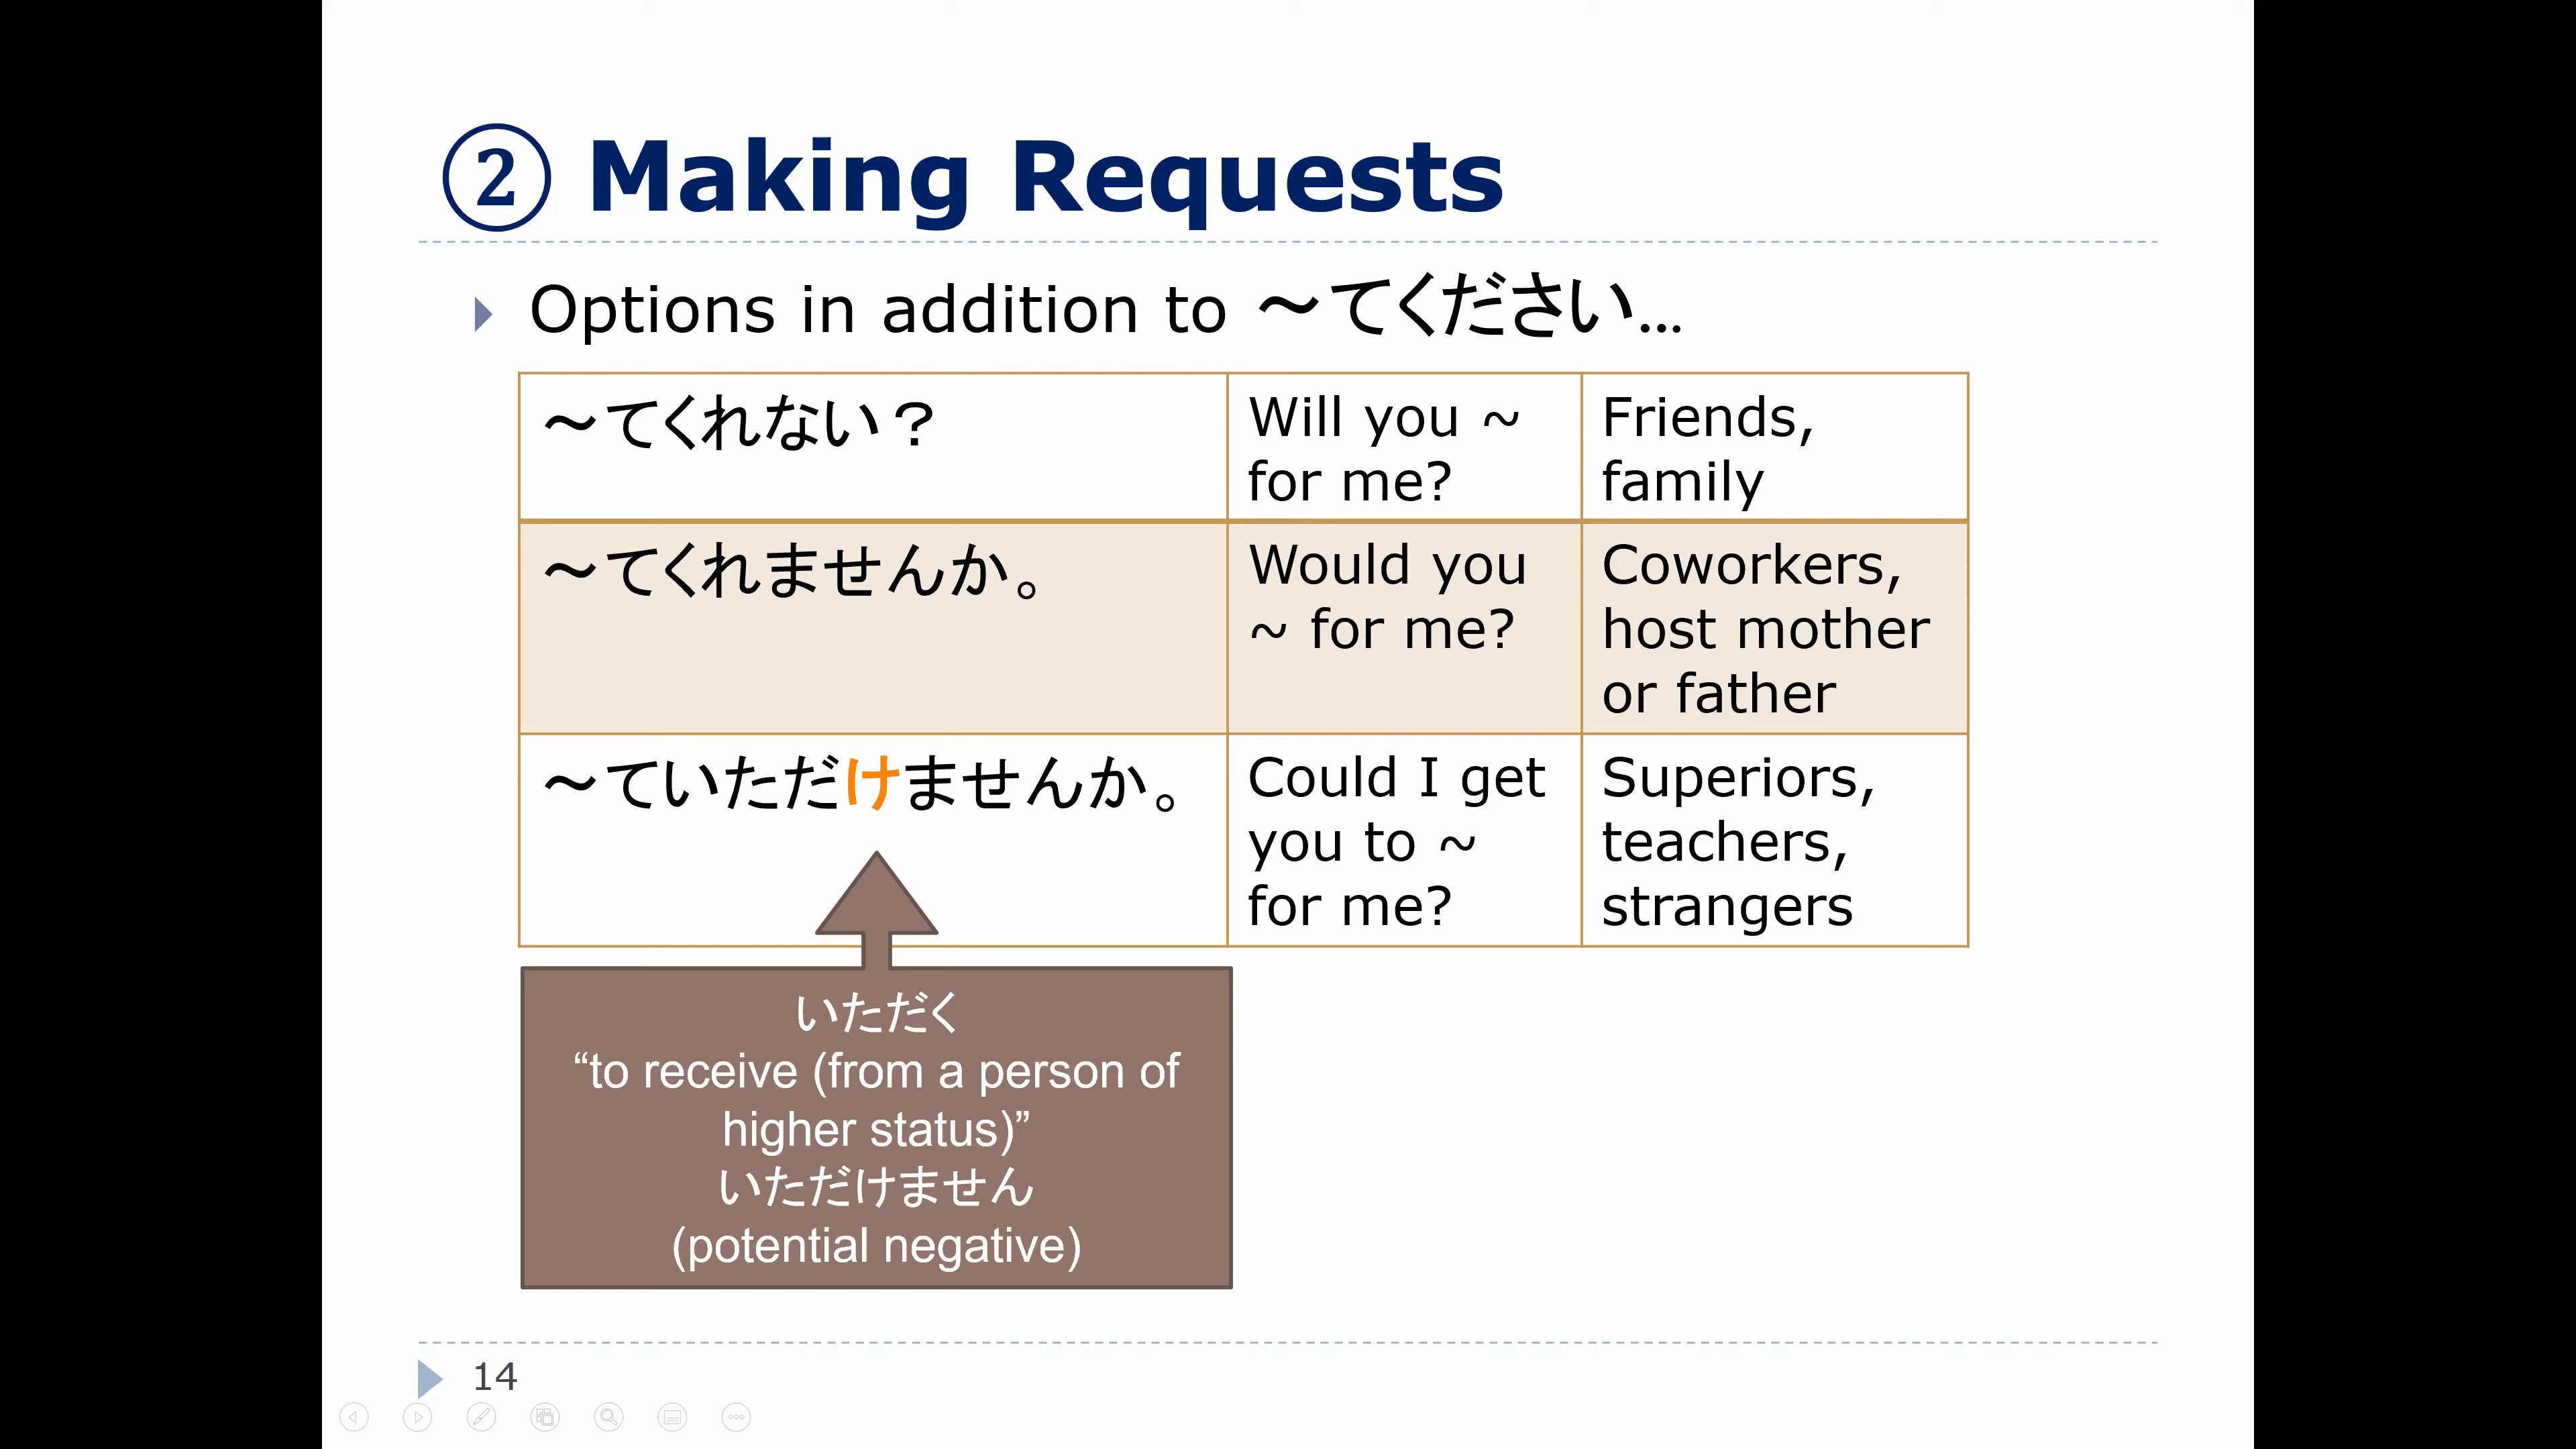 ② Making Requests
Options in addition to ～てください…
～てくれない？
Will you ~
for me?
Friends,
family
～てくれませんか。
Would you
~ for me?
Coworkers,
host mother
or father
～ていただけませんか。
Could I get
you to ~
for me?
Superiors,
teachers,
strangers
いただく
“to receive (from a person of
higher status)”
いただけません
(potential negative)
14